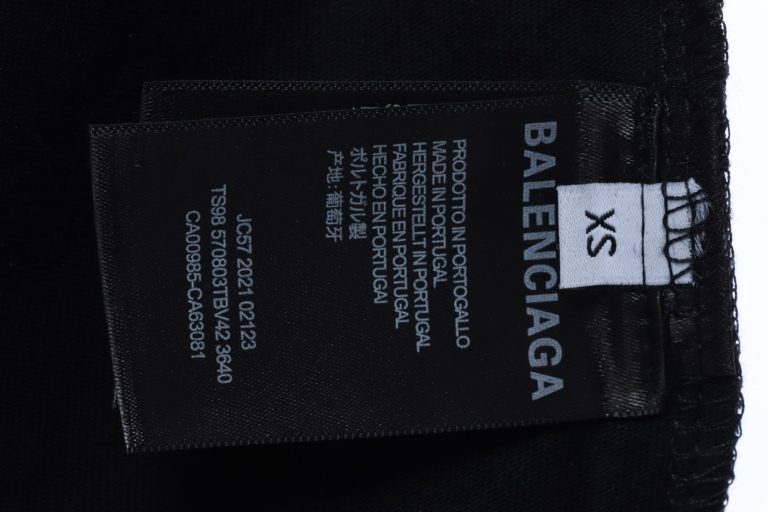 BALENCIAGA
XS
PRODOTTO IN PORTOGALLO
MADE IN PORTUGAL
HERGESTELLT IN PORTUGAL
FABRIQUE EN PORTUGAL
HECHO EN PORTUGAl
ポルトガル製
产地:葡萄牙
JC57 2021 02123
TS98 570803TBV42 3640
CA00985-CA63081